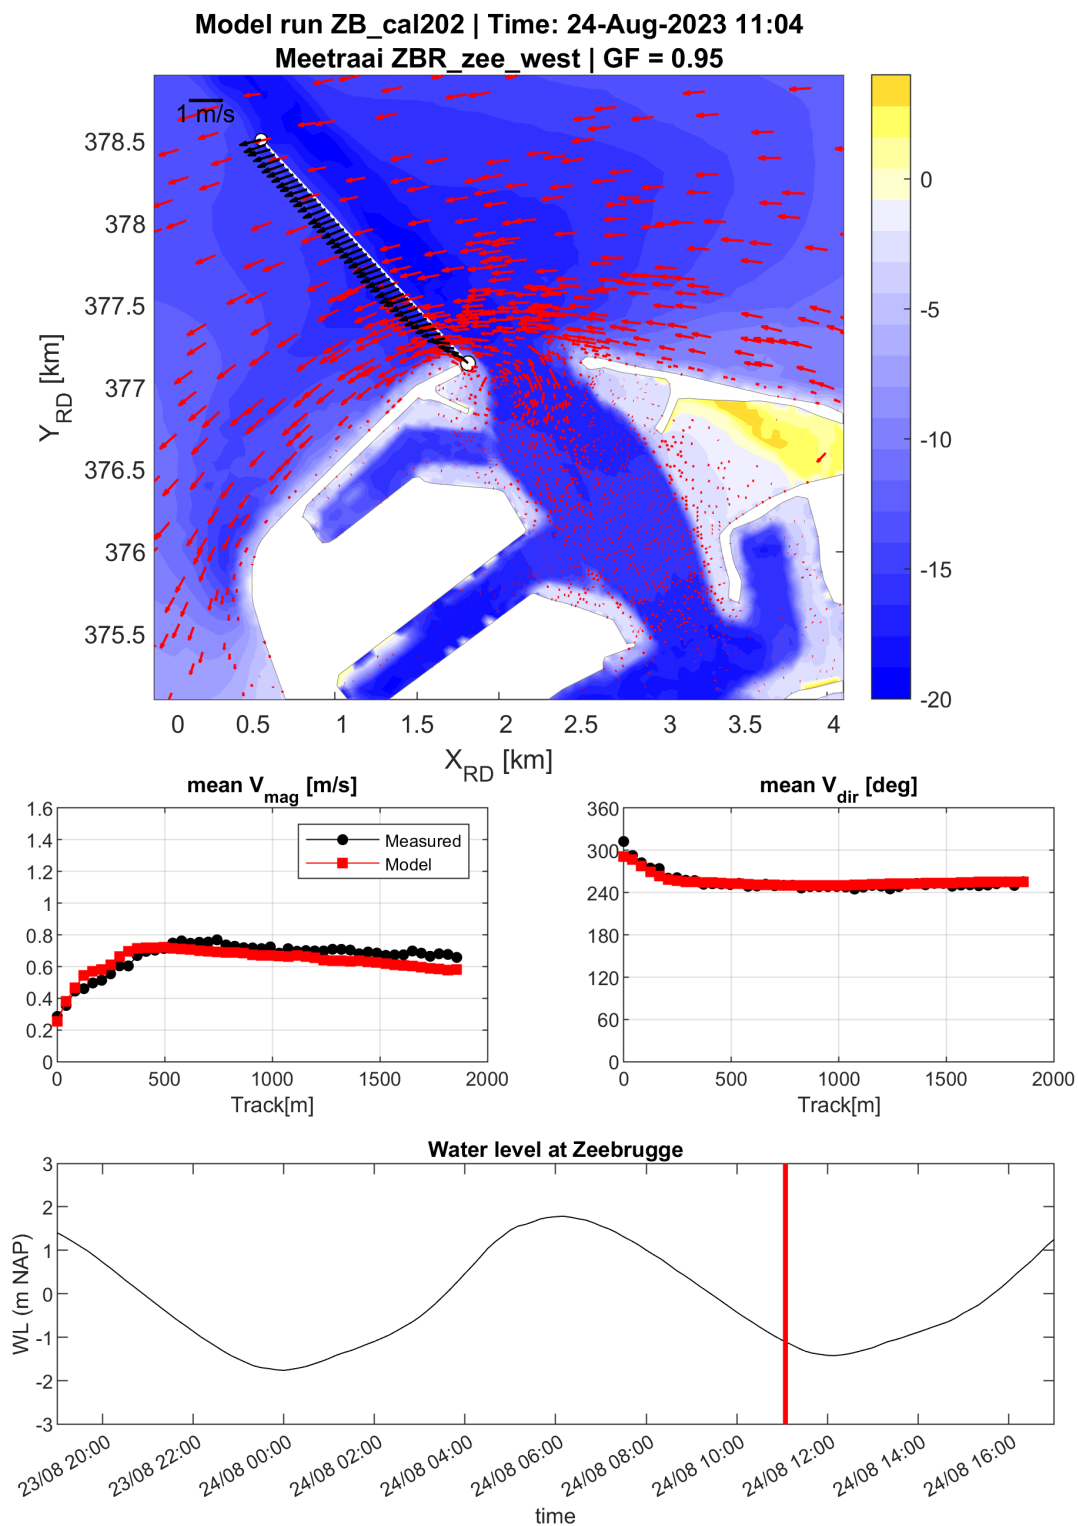 Model run ZB_cal202 | Time: 24-Aug-2023 11:04
Meetraai ZBR_zee_west | GF = 0.95
1 m/s
378.5
378
377.5
377
376.5
376
375.5
Y_RD [km]
0 0.5 1 1.5 2 2.5 3 3.5 4
X_RD [km]
0
-5
-10
-15
-20
mean V_mag [m/s]
1.6
1.4
1.2
1
0.8
0.6
0.4
0.2
0
0 500 1000 1500 2000
Track[m]
Measured
Model
mean V_dir [deg]
360
300
240
180
120
60
0
0 500 1000 1500 2000
Track[m]
Water level at Zeebrugge
3
2
1
0
-1
-2
-3
WL (m NAP)
23/08 20:00 23/08 22:00 24/08 00:00 24/08 02:00 24/08 04:00 24/08 06:00 24/08 08:00 24/08 10:00 24/08 12:00 24/08 14:00 24/08 16:00
time